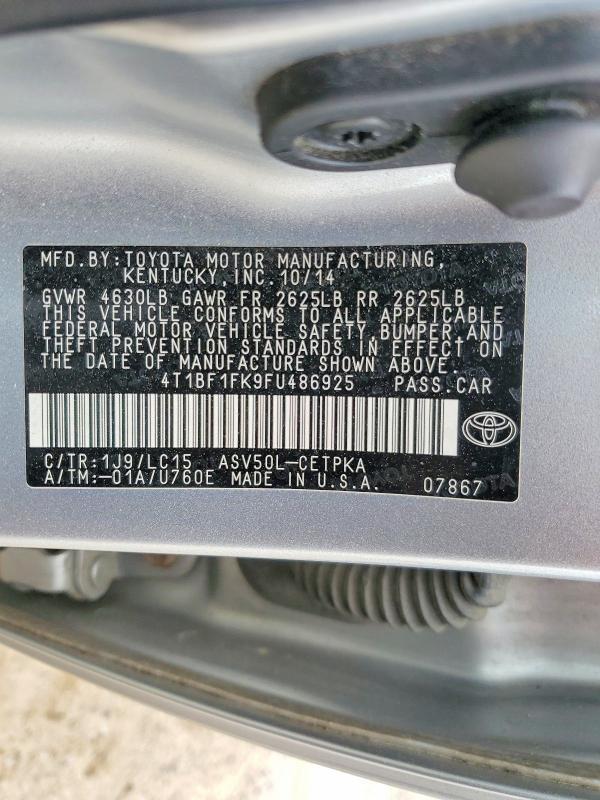 MFD.BY:TOYOTA MOTOR MANUFACTURING,
KENTUCKY,INC.10/14
GVWR 4630LB GAWR FR 2625LB RR 2625LB
THIS VEHICLE CONFORMS TO ALL APPLICABLE
FEDERAL MOTOR VEHICLE SAFETY, BUMPER AND
THEFT PREVENTION STANDARDS IN EFFECT ON
THE DATE OF MANUFACTURE SHOWN ABOVE.
4T1BF1FK9FU486925 PASS.CAR
C/TR:1J9/LC15 ASV50L-CETPKA
A/TM:-01A/U760E MADE IN U.S.A. 07867